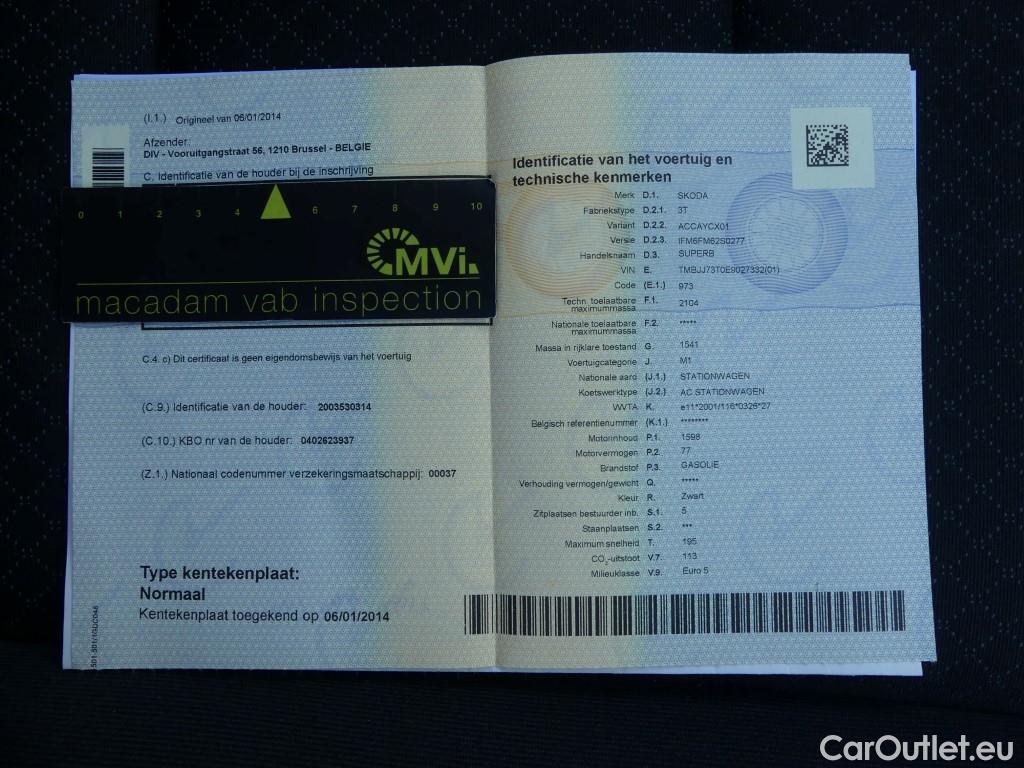 (I.1.) Origineel van 06/01/2014
Afzender:
DIV - Vooruitgangstraat 56, 1210 Brussel - BELGIE
C. Identificatie van de houder bij de inschrijving
0 1 2 3 4 6 7 8 9 10
MVi.
macadam vab inspection
C.4. c) Dit certificaat is geen eigendomsbewijs van het voertuig
(C.9.) Identificatie van de houder: 2003530314
(C.10.) KBO nr van de houder: 0402623937
(Z.1.) Nationaal codenummer verzekeringsmaatschappij: 00037
Type kentekenplaat:
Normaal
Kentekenplaat toegekend op 06/01/2014
Identificatie van het voertuig en
technische kenmerken
Merk D.1. SKODA
Fabriekstype D.2.1. 3T
Variant D.2.2. ACCAYCX01
Versie D.2.3. IFM6FM62S0277
Handelsnaam D.3. SUPERB
VIN E. TMBJJ73T0E9027332(01)
Code (E.1.) 973
Techn. toelaatbare maximummassa F.1. 2104
Nationale toelaatbare maximummassa F.2. *****
Massa in rijklare toestand G. 1541
Voertuigcategorie J. M1
Nationale aard (J.1.) STATIONWAGEN
Koetswerktype (J.2.) AC STATIONWAGEN
WVTA K. e11*2001/116*0326*27
Belgisch referentienummer (K.1.) ********
Motorinhoud P.1. 1598
Motorvermogen P.2. 77
Brandstof P.3. GASOLIE
Verhouding vermogen/gewicht Q. *****
Kleur R. Zwart
Zitplaatsen bestuurder inb. S.1. 5
Staanplaatsen S.2. ***
Maximum snelheid T. 195
CO2-uitstoot V.7. 113
Milieuklasse V.9. Euro 5
CarOutlet.eu